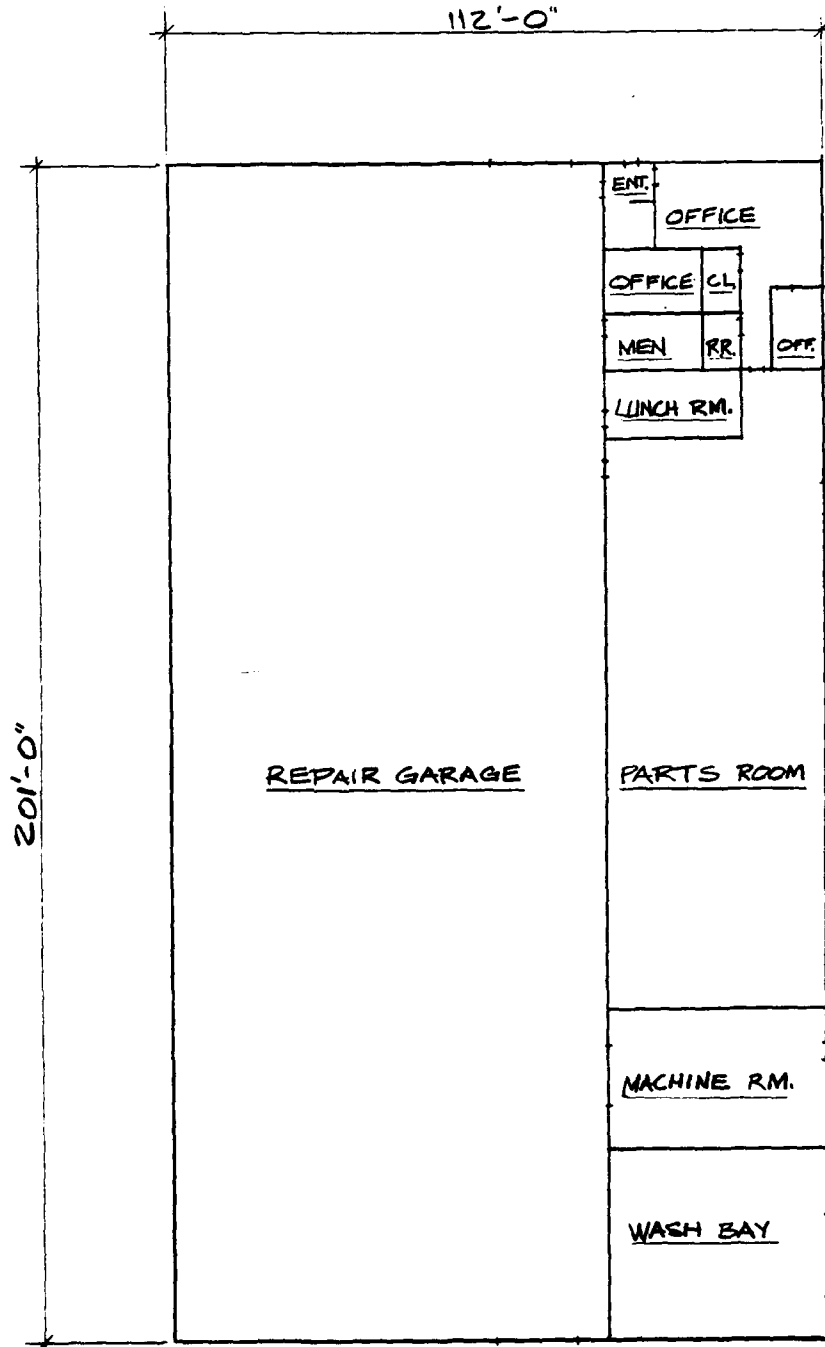 112'-0"
ENT.
OFFICE
OFFICE
CL
MEN
RR.
OFF.
LUNCH RM.
201'-0"
REPAIR GARAGE
PARTS ROOM
MACHINE RM.
WASH BAY